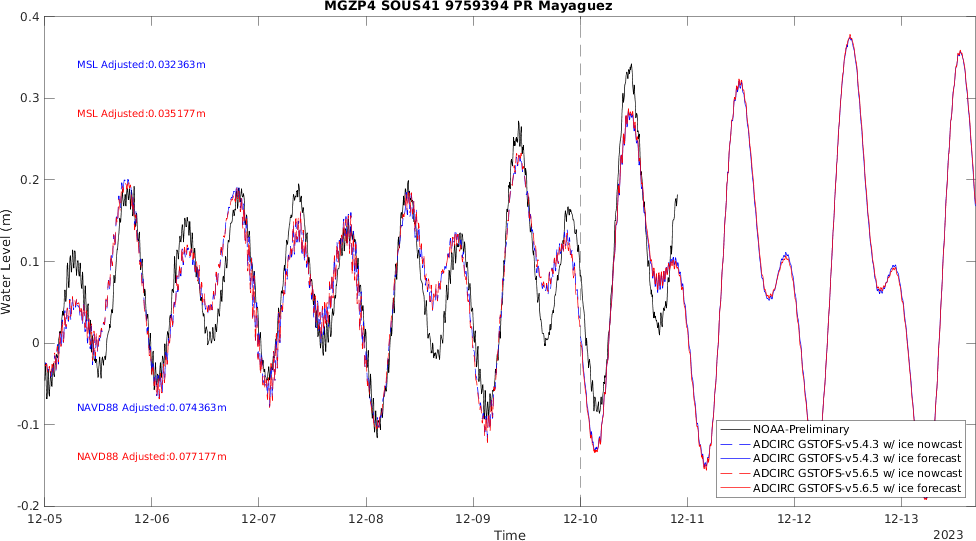 MGZP4 SOUS41 9759394 PR Mayaguez
0.4
0.3
0.2
0.1
0
-0.1
-0.2
Water Level (m)
MSL Adjusted:0.032363m
MSL Adjusted:0.035177m
NAVD88 Adjusted:0.074363m
NAVD88 Adjusted:0.077177m
NOAA-Preliminary
ADCIRC GSTOFS-v5.4.3 w/ ice nowcast
ADCIRC GSTOFS-v5.4.3 w/ ice forecast
ADCIRC GSTOFS-v5.6.5 w/ ice nowcast
ADCIRC GSTOFS-v5.6.5 w/ ice forecast
12-05 12-06 12-07 12-08 12-09 12-10 12-11 12-12 12-13
Time
2023